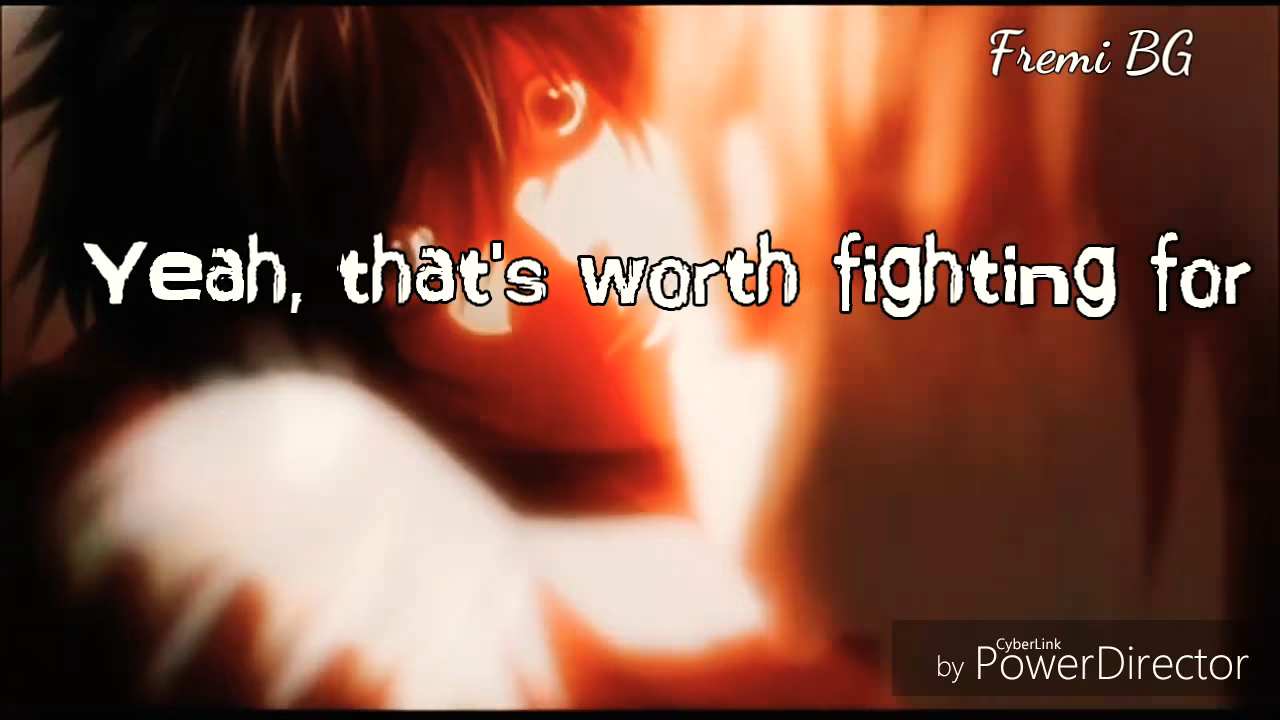 Fremi BG
Yeah, that's worth fighting for
CyberLink
by PowerDirector